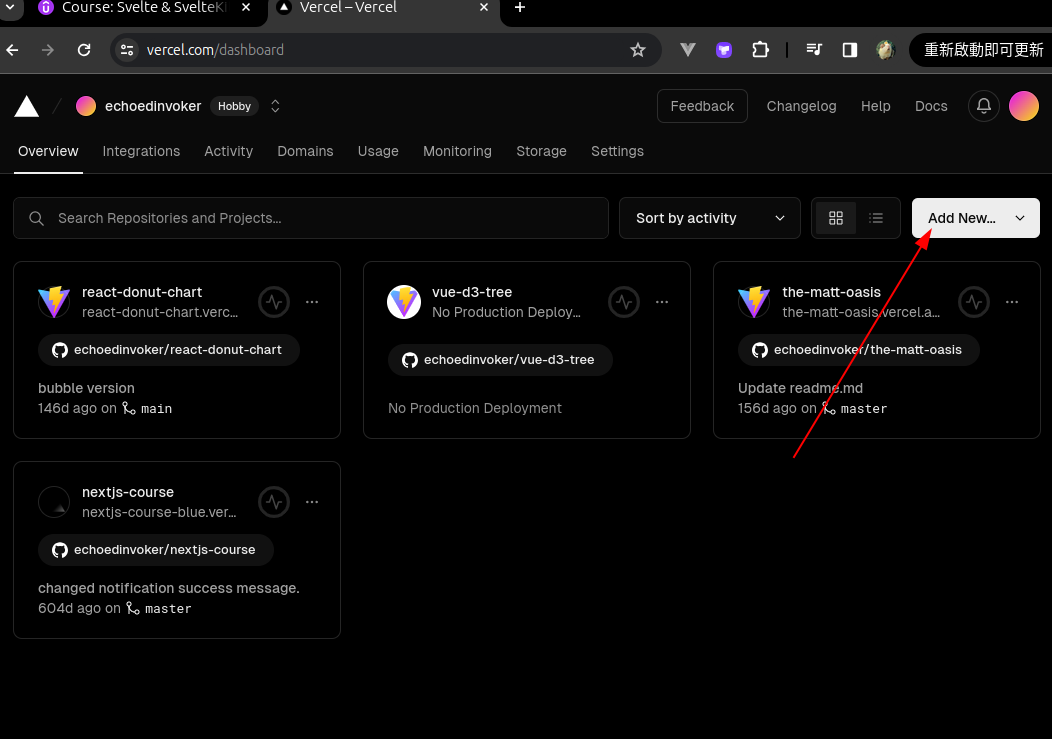 Course: Svelte & SvelteKi
Vercel – Vercel
vercel.com/dashboard
重新啟動即可更新
echoedinvoker Hobby
Feedback Changelog Help Docs
Overview Integrations Activity Domains Usage Monitoring Storage Settings
Search Repositories and Projects...
Sort by activity
Add New...
react-donut-chart
react-donut-chart.verc...
echoedinvoker/react-donut-chart
bubble version
146d ago on main
vue-d3-tree
No Production Deploy...
echoedinvoker/vue-d3-tree
No Production Deployment
the-matt-oasis
the-matt-oasis.vercel.a...
echoedinvoker/the-matt-oasis
Update readme.md
156d ago on master
nextjs-course
nextjs-course-blue.ver...
echoedinvoker/nextjs-course
changed notification success message.
604d ago on master